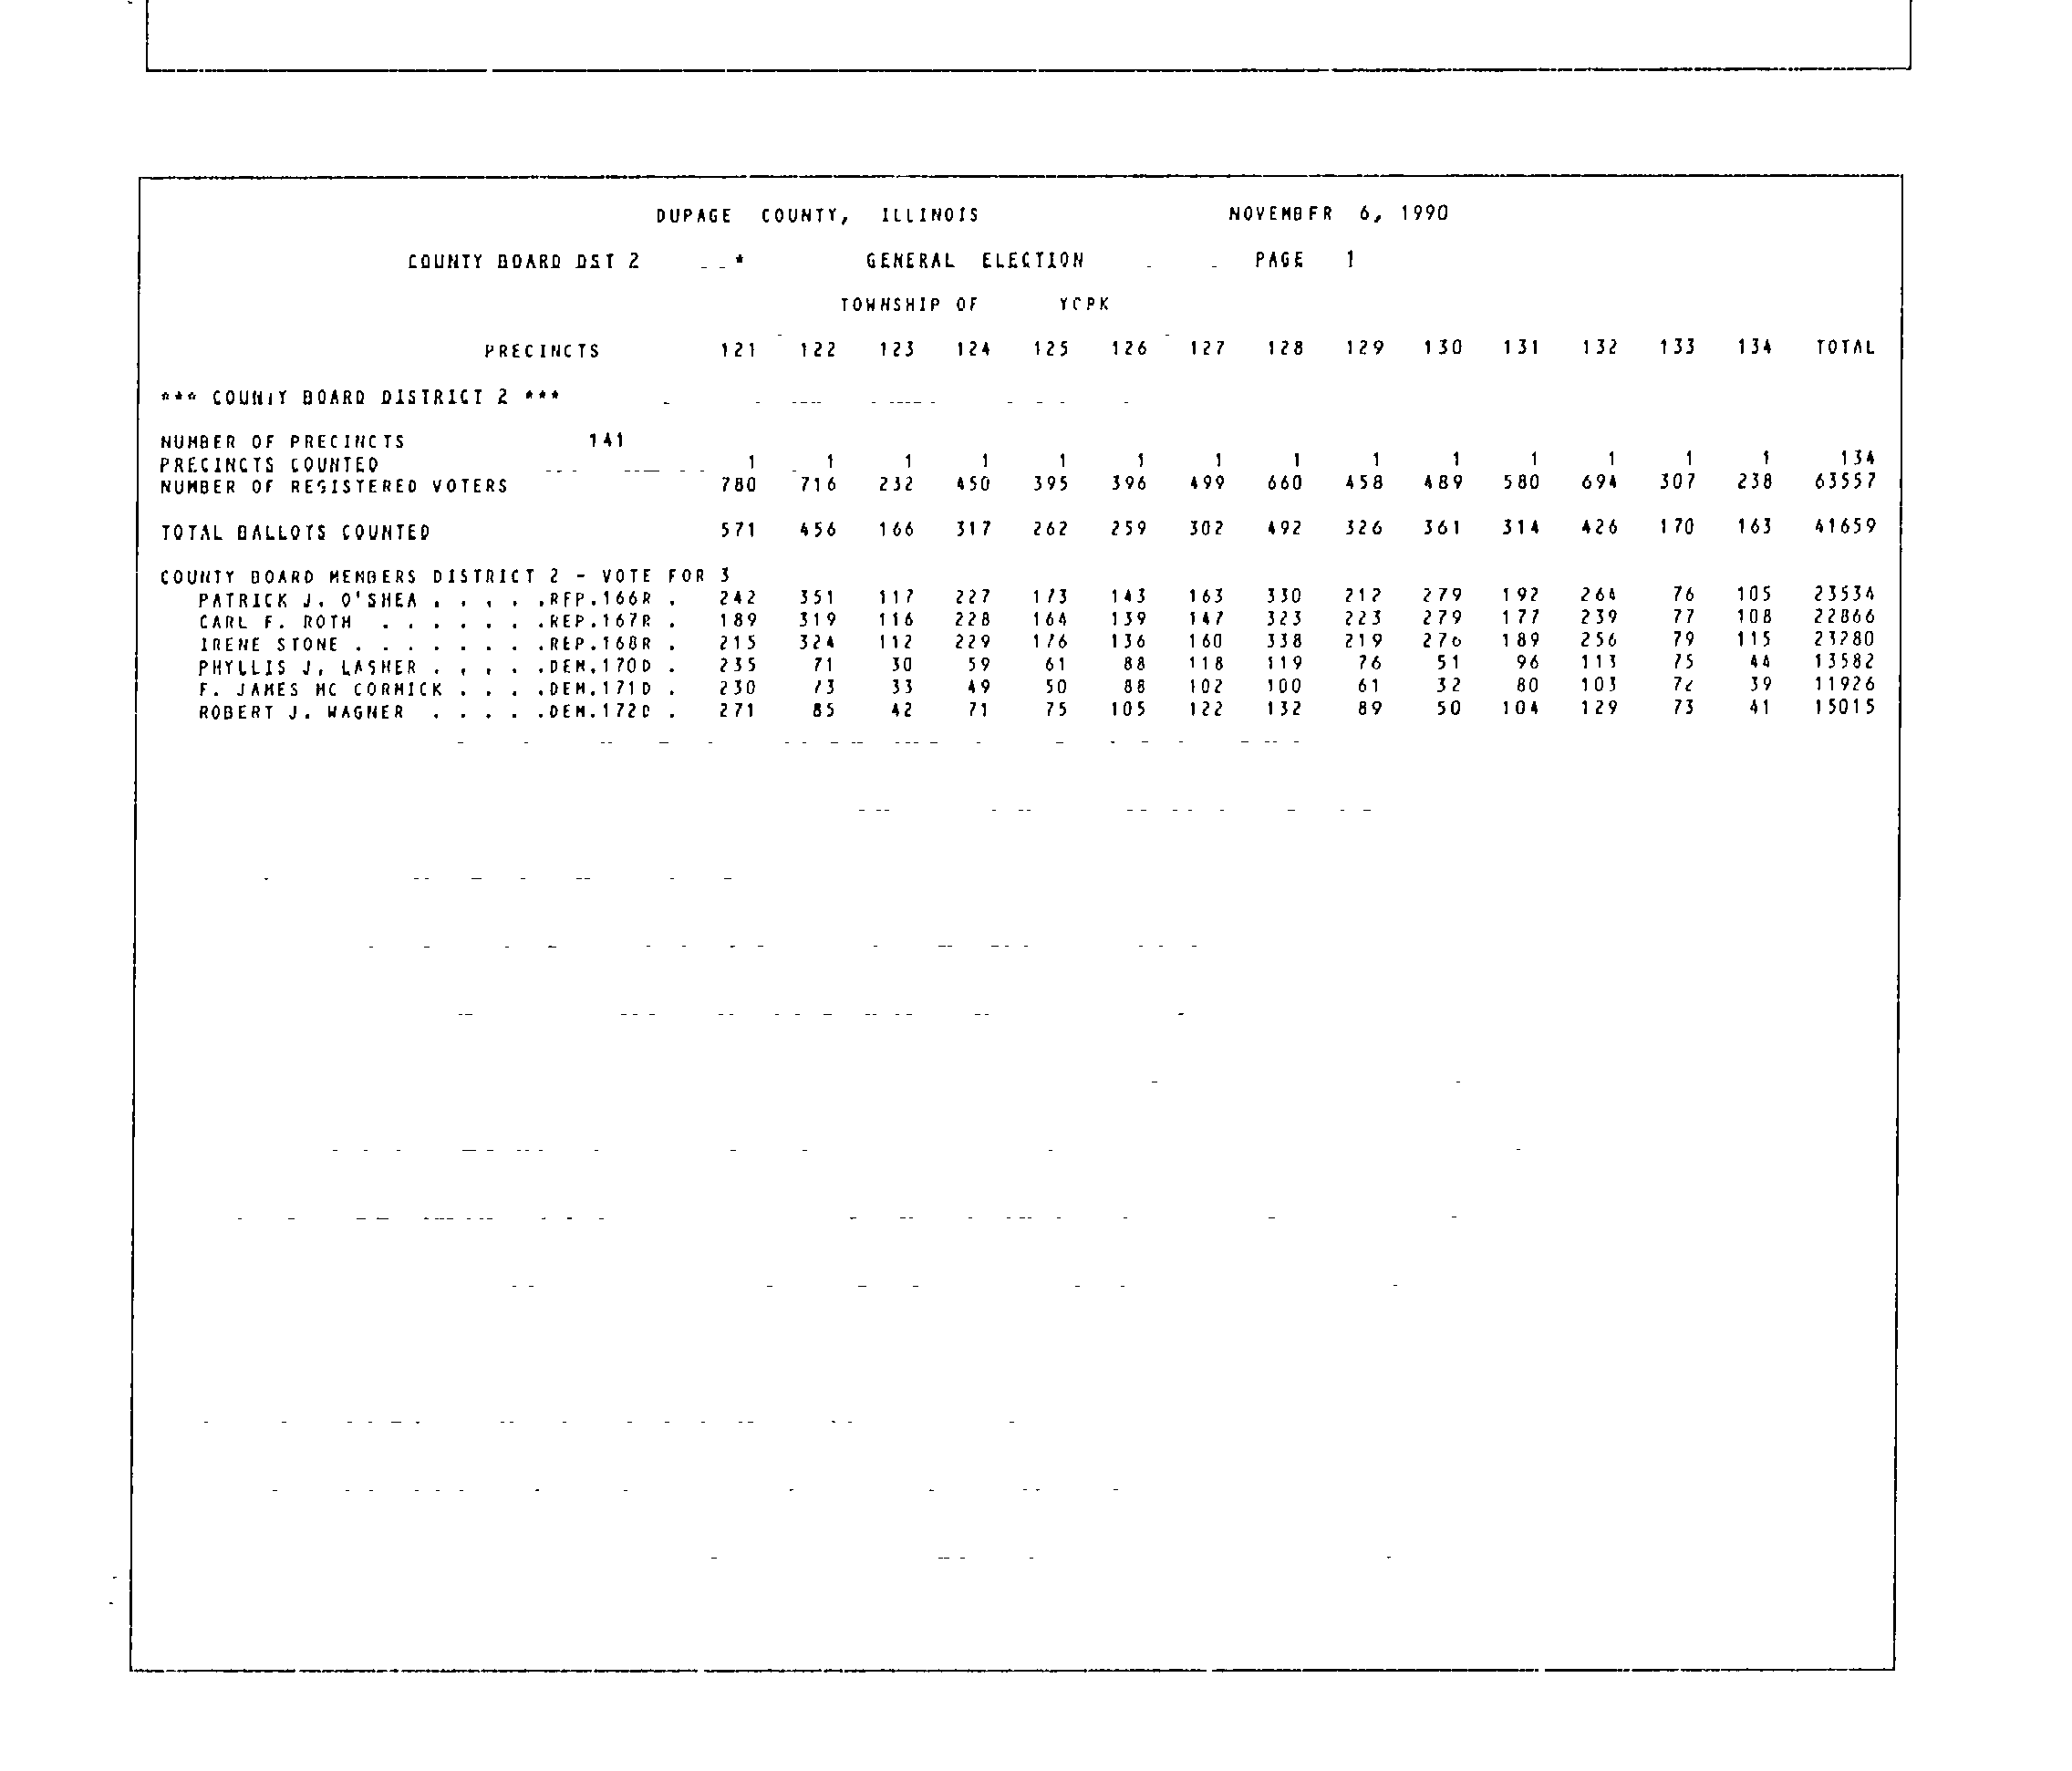 DUPAGE COUNTY, ILLINOIS NOVEMBER 6, 1990
COUNTY BOARD DST 2 * GENERAL ELECTION PAGE 1
TOWNSHIP OF YCPK
PRECINCTS 121 122 123 124 125 126 127 128 129 130 131 132 133 134 TOTAL
*** COUNTY BOARD DISTRICT 2 ***
NUMBER OF PRECINCTS 141
PRECINCTS COUNTED 1 1 1 1 1 1 1 1 1 1 1 1 1 1 134
NUMBER OF REGISTERED VOTERS 780 716 232 450 395 396 499 660 458 489 580 694 307 238 63557
TOTAL BALLOTS COUNTED 571 456 166 317 262 259 302 492 326 361 314 426 170 163 41659
COUNTY BOARD MEMBERS DISTRICT 2 - VOTE FOR 3
PATRICK J. O'SHEA . . . . .REP.166R . 242 351 117 227 173 143 163 330 212 279 192 264 76 105 23534
CARL F. ROTH . . . . . . .REP.167R . 189 319 116 228 164 139 147 323 223 279 177 239 77 108 22866
IRENE STONE . . . . . . . .REP.168R . 215 324 112 229 176 136 160 338 219 276 189 256 79 115 23280
PHYLLIS J. LASHER . . . . .DEM.170D . 235 71 30 59 61 88 118 119 76 51 96 113 75 44 13582
F. JAMES MC CORMICK . . . .DEM.171D . 230 73 33 49 50 88 102 100 61 32 80 103 72 39 11926
ROBERT J. WAGNER . . . . .DEM.172D . 271 85 42 71 75 105 122 132 89 50 104 129 73 41 15015